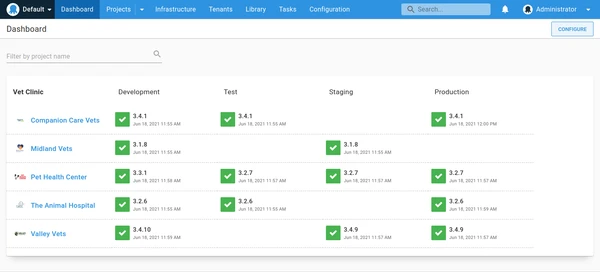 Default Dashboard Projects Infrastructure Tenants Library Tasks Configuration Search... Administrator
Dashboard CONFIGURE
Filter by project name
Vet Clinic Development Test Staging Production
Companion Care Vets 3.4.1 3.4.1 3.4.1
Jun 18, 2021 11:55 AM Jun 18, 2021 11:55 AM Jun 18, 2021 12:00 PM
Midland Vets 3.1.8 3.1.8
Jun 18, 2021 11:55 AM Jun 18, 2021 11:55 AM
Pet Health Center 3.3.1 3.2.7 3.2.7 3.2.7
Jun 18, 2021 11:58 AM Jun 18, 2021 11:57 AM Jun 18, 2021 11:57 AM Jun 18, 2021 11:57 AM
The Animal Hospital 3.2.6 3.2.6 3.2.6
Jun 18, 2021 11:55 AM Jun 18, 2021 11:55 AM Jun 18, 2021 11:59 AM
Valley Vets 3.4.10 3.4.9 3.4.9
Jun 18, 2021 11:59 AM Jun 18, 2021 11:57 AM Jun 18, 2021 11:57 AM